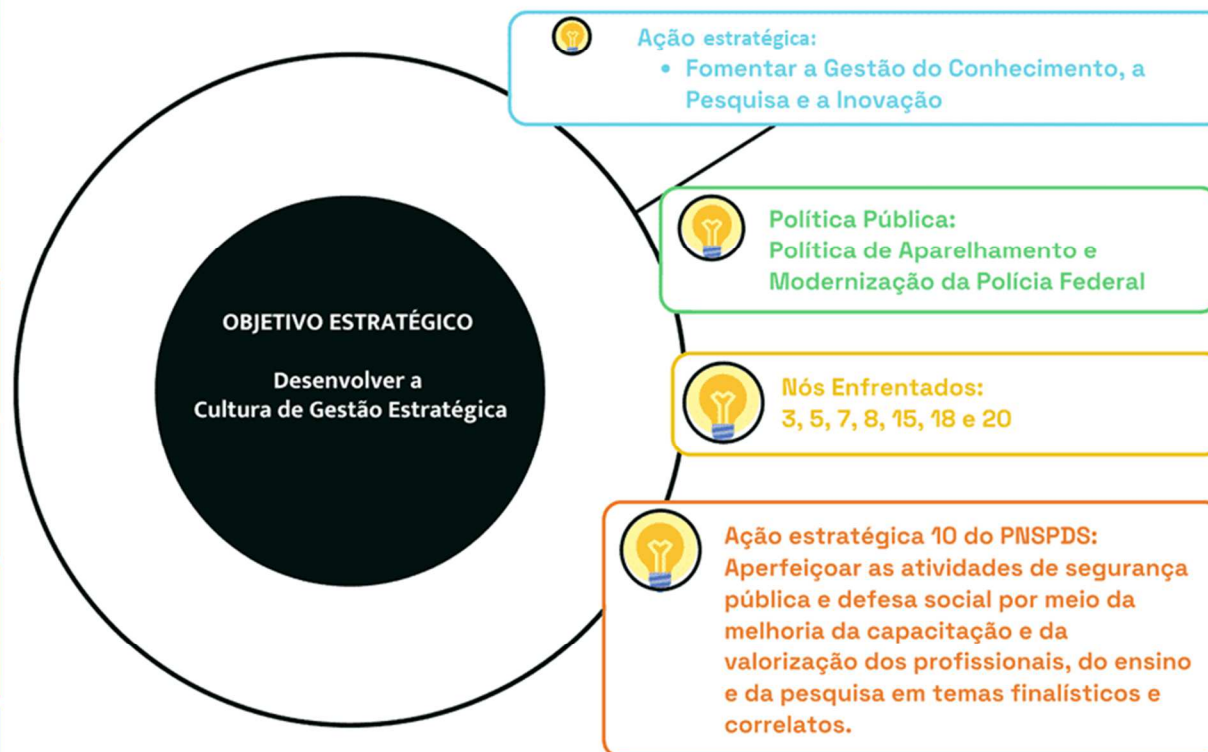 Ação estratégica:
• Fomentar a Gestão do Conhecimento, a
Pesquisa e a Inovação
Política Pública:
Política de Aparelhamento e
Modernização da Polícia Federal
OBJETIVO ESTRATÉGICO
Desenvolver a
Cultura de Gestão Estratégica
Nós Enfrentados:
3, 5, 7, 8, 15, 18 e 20
Ação estratégica 10 do PNSPDS:
Aperfeiçoar as atividades de segurança
pública e defesa social por meio da
melhoria da capacitação e da
valorização dos profissionais, do ensino
e da pesquisa em temas finalísticos e
correlatos.